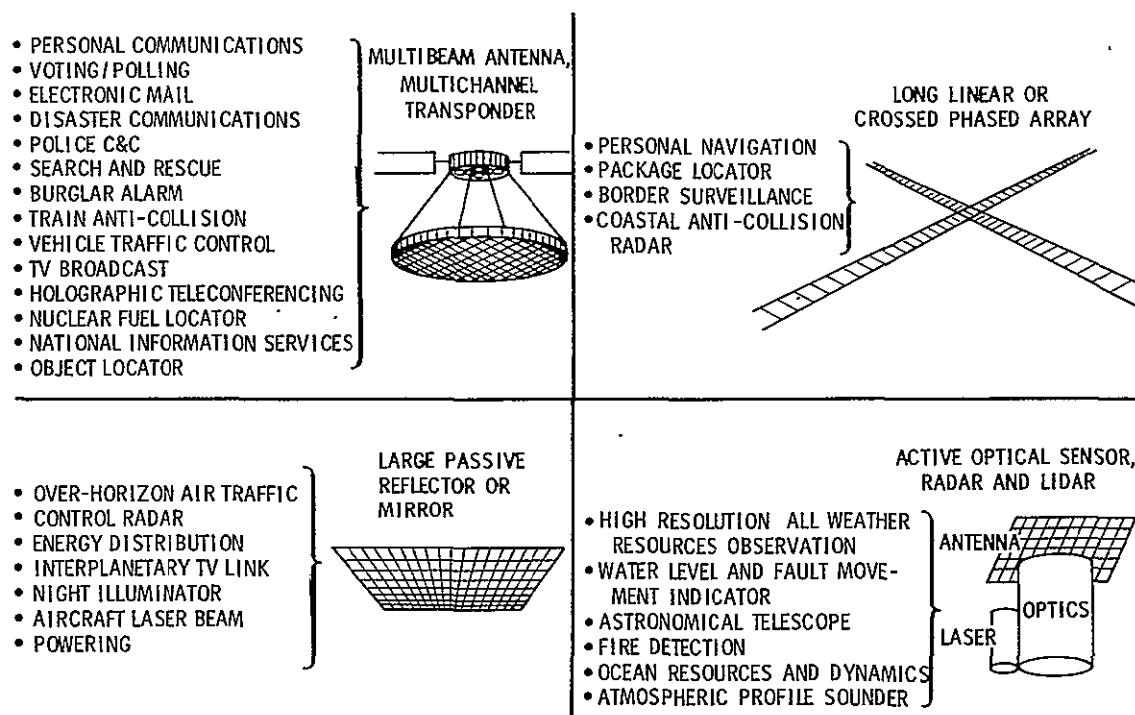 • PERSONAL COMMUNICATIONS
• VOTING/POLLING
• ELECTRONIC MAIL
• DISASTER COMMUNICATIONS
• POLICE C&C
• SEARCH AND RESCUE
• BURGLAR ALARM
• TRAIN ANTI-COLLISION
• VEHICLE TRAFFIC CONTROL
• TV BROADCAST
• HOLOGRAPHIC TELECONFERENCING
• NUCLEAR FUEL LOCATOR
• NATIONAL INFORMATION SERVICES
• OBJECT LOCATOR
MULTIBEAM ANTENNA,
MULTICHANNEL
TRANSPONDER
• PERSONAL NAVIGATION
• PACKAGE LOCATOR
• BORDER SURVEILLANCE
• COASTAL ANTI-COLLISION
RADAR
LONG LINEAR OR
CROSSED PHASED ARRAY
• OVER-HORIZON AIR TRAFFIC
• CONTROL RADAR
• ENERGY DISTRIBUTION
• INTERPLANETARY TV LINK
• NIGHT ILLUMINATOR
• AIRCRAFT LASER BEAM
• POWERING
LARGE PASSIVE
REFLECTOR OR
MIRROR
ACTIVE OPTICAL SENSOR,
RADAR AND LIDAR
• HIGH RESOLUTION ALL WEATHER
RESOURCES OBSERVATION
• WATER LEVEL AND FAULT MOVE-
MENT INDICATOR
• ASTRONOMICAL TELESCOPE
• FIRE DETECTION
• OCEAN RESOURCES AND DYNAMICS
• ATMOSPHERIC PROFILE SOUNDER
ANTENNA
OPTICS
LASER